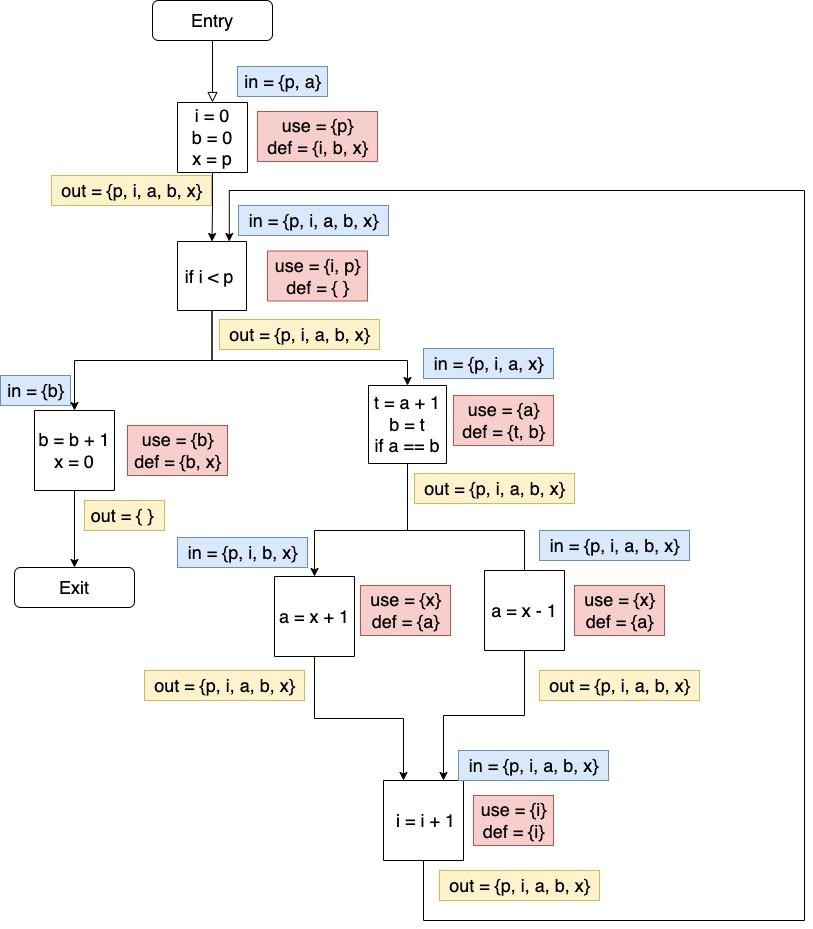 Entry
in = {p, a}
i = 0
b = 0
x = p
use = {p}
def = {i, b, x}
out = {p, i, a, b, x}
in = {p, i, a, b, x}
if i < p
use = {i, p}
def = { }
out = {p, i, a, b, x}
in = {b}
b = b + 1
x = 0
use = {b}
def = {b, x}
out = { }
Exit
in = {p, i, a, x}
t = a + 1
b = t
if a == b
use = {a}
def = {t, b}
out = {p, i, a, b, x}
in = {p, i, b, x}
a = x + 1
use = {x}
def = {a}
out = {p, i, a, b, x}
in = {p, i, a, b, x}
a = x - 1
use = {x}
def = {a}
out = {p, i, a, b, x}
in = {p, i, a, b, x}
i = i + 1
use = {i}
def = {i}
out = {p, i, a, b, x}